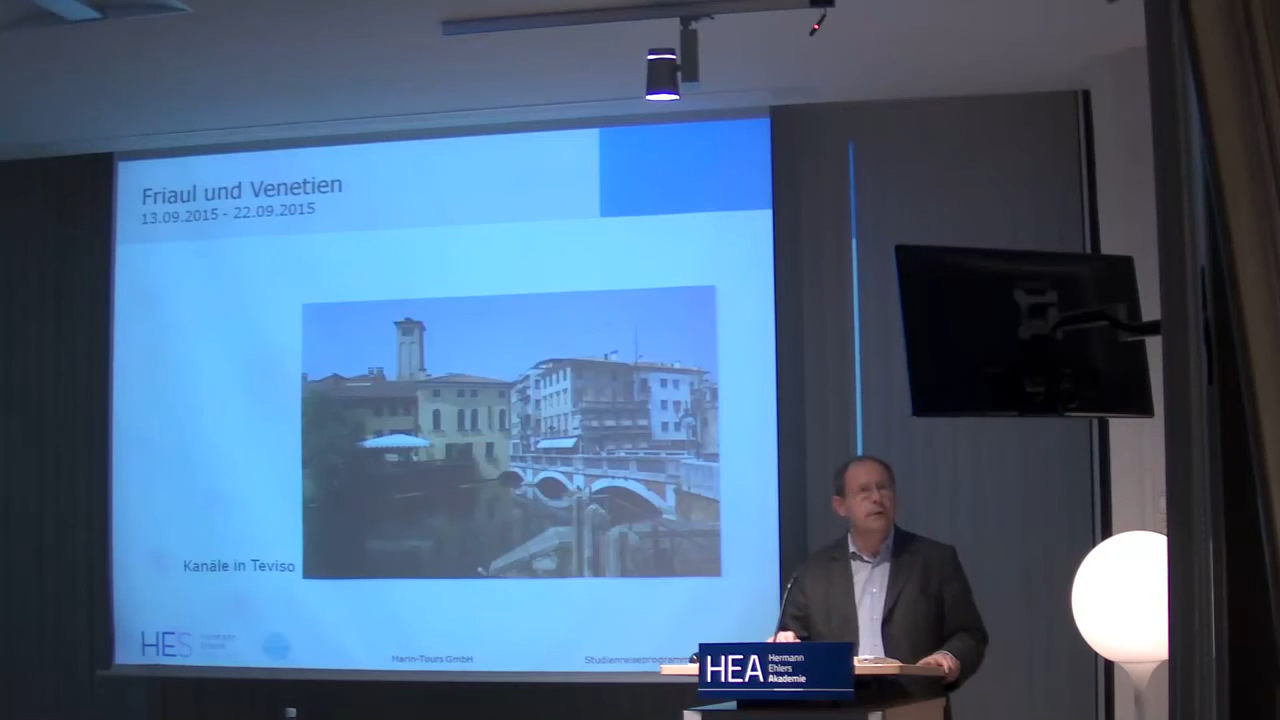 Friaul und Venetien
13.09.2015 - 22.09.2015
Kanäle in Teviso
HES
Marin-Tours GmbH
Studienreiseprogramm
HEA
Hermann
Ehlers
Akademie